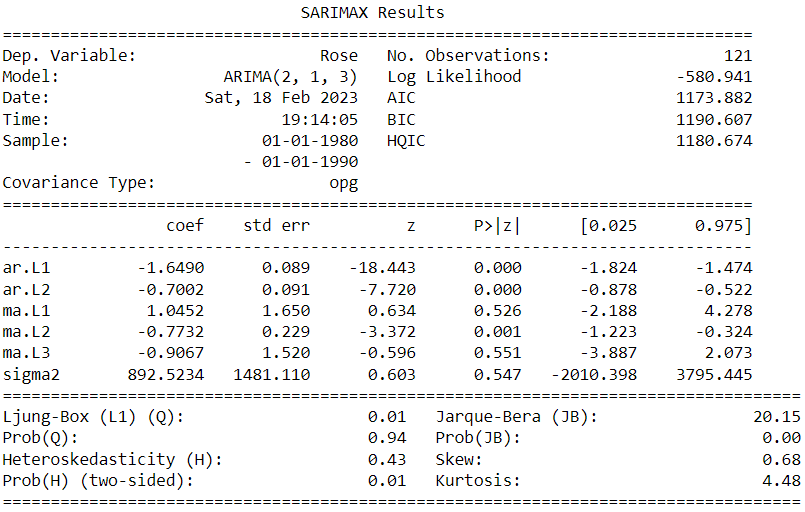 SARIMAX Results
==============================================================================
Dep. Variable:                   Rose   No. Observations:                  121
Model:                 ARIMA(2, 1, 3)   Log Likelihood                -580.941
Date:                Sat, 18 Feb 2023   AIC                           1173.882
Time:                        19:14:05   BIC                           1190.607
Sample:                    01-01-1980   HQIC                          1180.674
                         - 01-01-1990
Covariance Type:                  opg
==============================================================================
                 coef    std err          z      P>|z|      [0.025      0.975]
------------------------------------------------------------------------------
ar.L1         -1.6490      0.089    -18.443      0.000      -1.824      -1.474
ar.L2         -0.7002      0.091     -7.720      0.000      -0.878      -0.522
ma.L1          1.0452      1.650      0.634      0.526      -2.188       4.278
ma.L2         -0.7732      0.229     -3.372      0.001      -1.223      -0.324
ma.L3         -0.9067      1.520     -0.596      0.551      -3.887       2.073
sigma2       892.5234   1481.110      0.603      0.547   -2010.398    3795.445
===================================================================================
Ljung-Box (L1) (Q):                   0.01   Jarque-Bera (JB):                20.15
Prob(Q):                              0.94   Prob(JB):                         0.00
Heteroskedasticity (H):               0.43   Skew:                             0.68
Prob(H) (two-sided):                  0.01   Kurtosis:                         4.48
===================================================================================